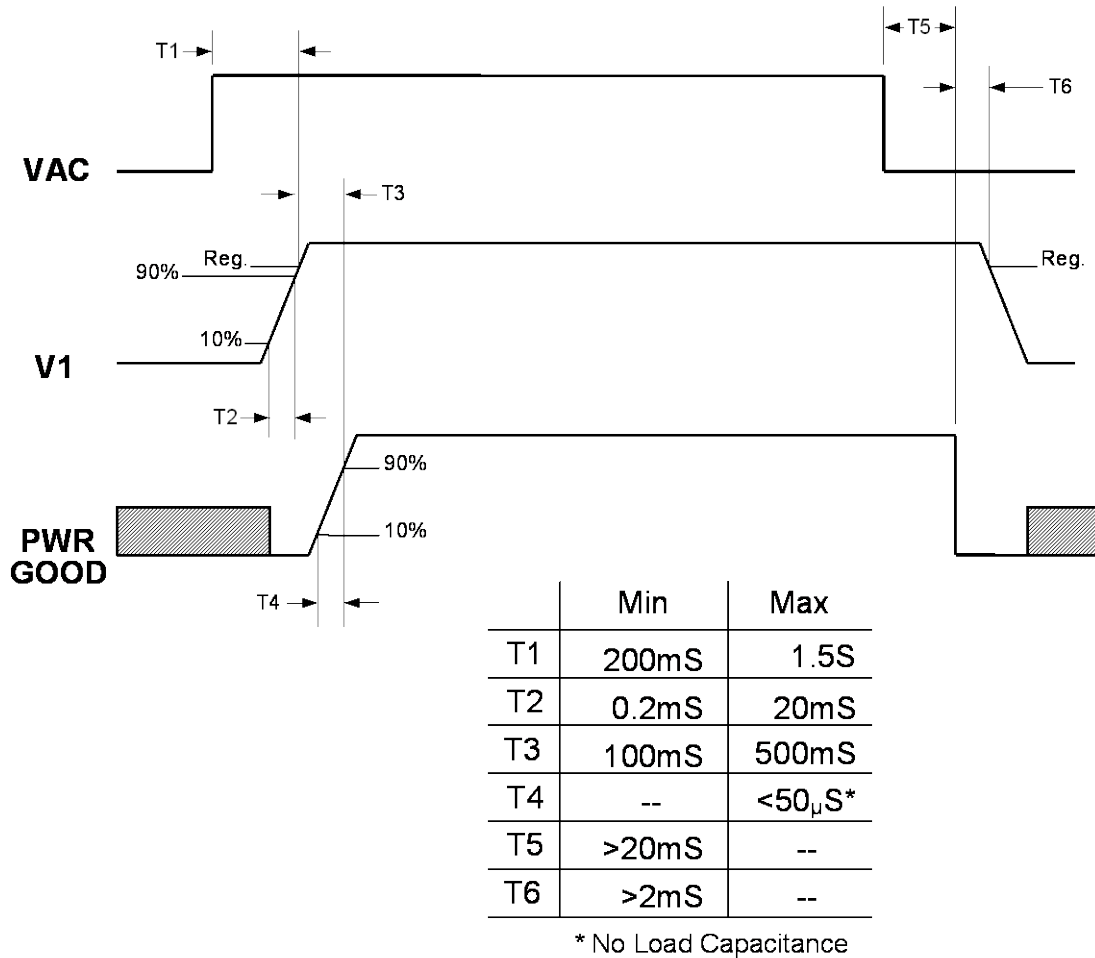 T5
T1
T6
VAC
T3
Reg.
90%
Reg.
10%
V1
T2
90%
10%
PWR
GOOD
T4
Min Max
T1 200mS 1.5S
T2 0.2mS 20mS
T3 100mS 500mS
T4 -- <50µS*
T5 >20mS --
T6 >2mS --
* No Load Capacitance